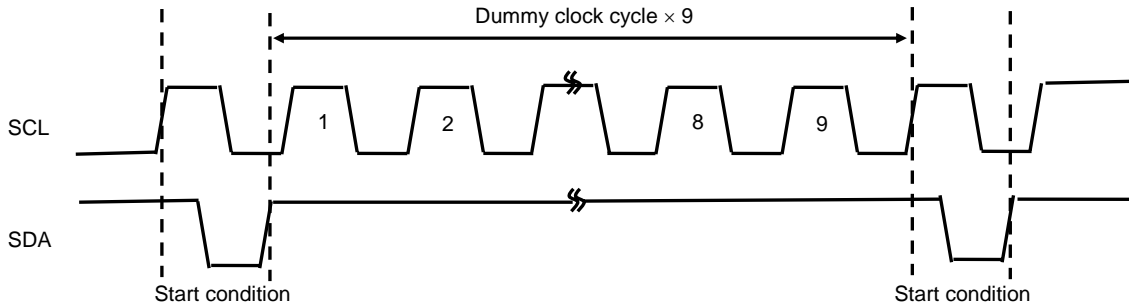 Dummy clock cycle × 9
SCL
1
2
8
9
SDA
Start condition
Start condition